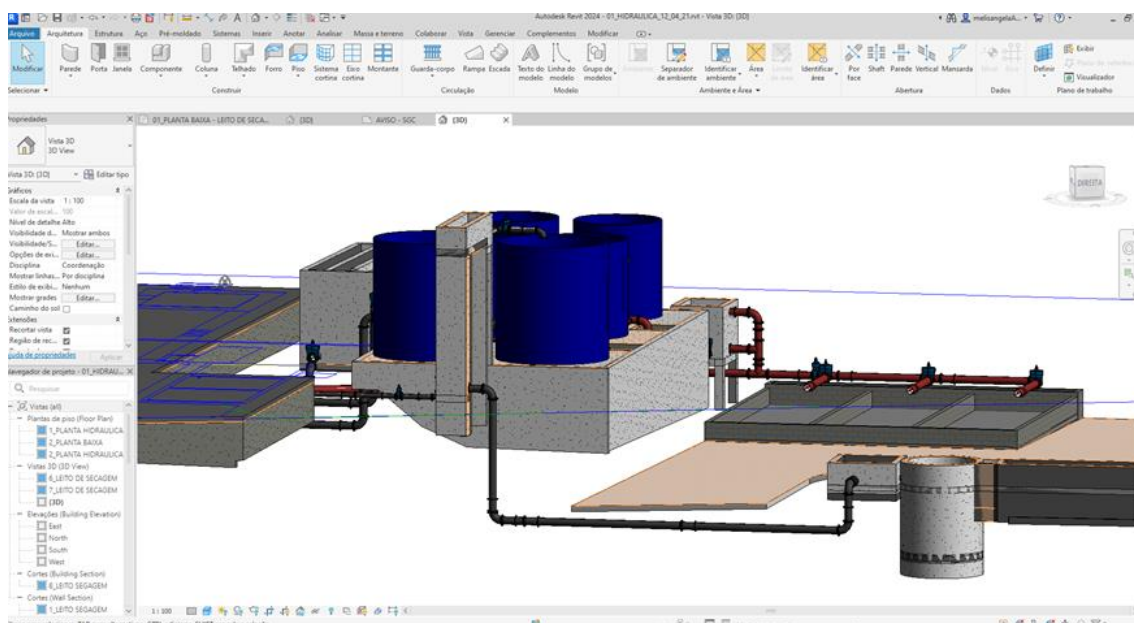 Autodesk Revit 2024 - 01_HIDRAULICA_12_04_21.rvt - Vista 3D: {3D}
melisangelaA...
Arquivo Arquitetura Estrutura Aço Pré-moldado Sistemas Inserir Anotar Analisar Massa e terreno Colaborar Vista Gerenciar Complementos Modificar
Modificar Parede Porta Janela Componente Coluna Telhado Forro Piso Sistema cortina Eixo cortina Montante Guarda-corpo Rampa Escada Texto do modelo Linha do modelo Grupo de modelos Separador de ambiente Identificar ambiente Área Identificar área Por face Shaft Parede Vertical Mansarda Definir Exibir
Visualizador
Selecionar Construir Circulação Modelo Ambiente e Área Abertura Dados Plano de trabalho
Propriedades
01_PLANTA BAIXA - LEITO DE SECA... {3D} AVISO - SGC {3D}
Vista 3D
3D View
Vista 3D: {3D} Editar tipo
Gráficos
Escala da vista 1 : 100
Valor de escal... 100
Nível de detalhe Alto
Visibilidade d... Mostrar ambos
Visibilidade/S... Editar...
Opções de exi... Editar...
Disciplina Coordenação
Mostrar linhas... Por disciplina
Estilo de exibi... Nenhum
Mostrar grades Editar...
Caminho do sol
Extensões
Recortar vista
Região de rec...
Ajuda de propriedades Aplicar
Navegador de projeto - 01_HIDRAU...
Pesquisar
Vistas (all)
Plantas de piso (Floor Plan)
1_PLANTA HIDRAULICA
2_PLANTA BAIXA
2_PLANTA HIDRAULICA
Vistas 3D (3D View)
6_LEITO DE SECAGEM
7_LEITO DE SECAGEM
{3D}
Elevações (Building Elevation)
East
North
South
West
Cortes (Building Section)
6_LEITO SEGAGEM
Cortes (Wall Section)
1_LEITO SEGAGEM
DIREITA
1 : 100